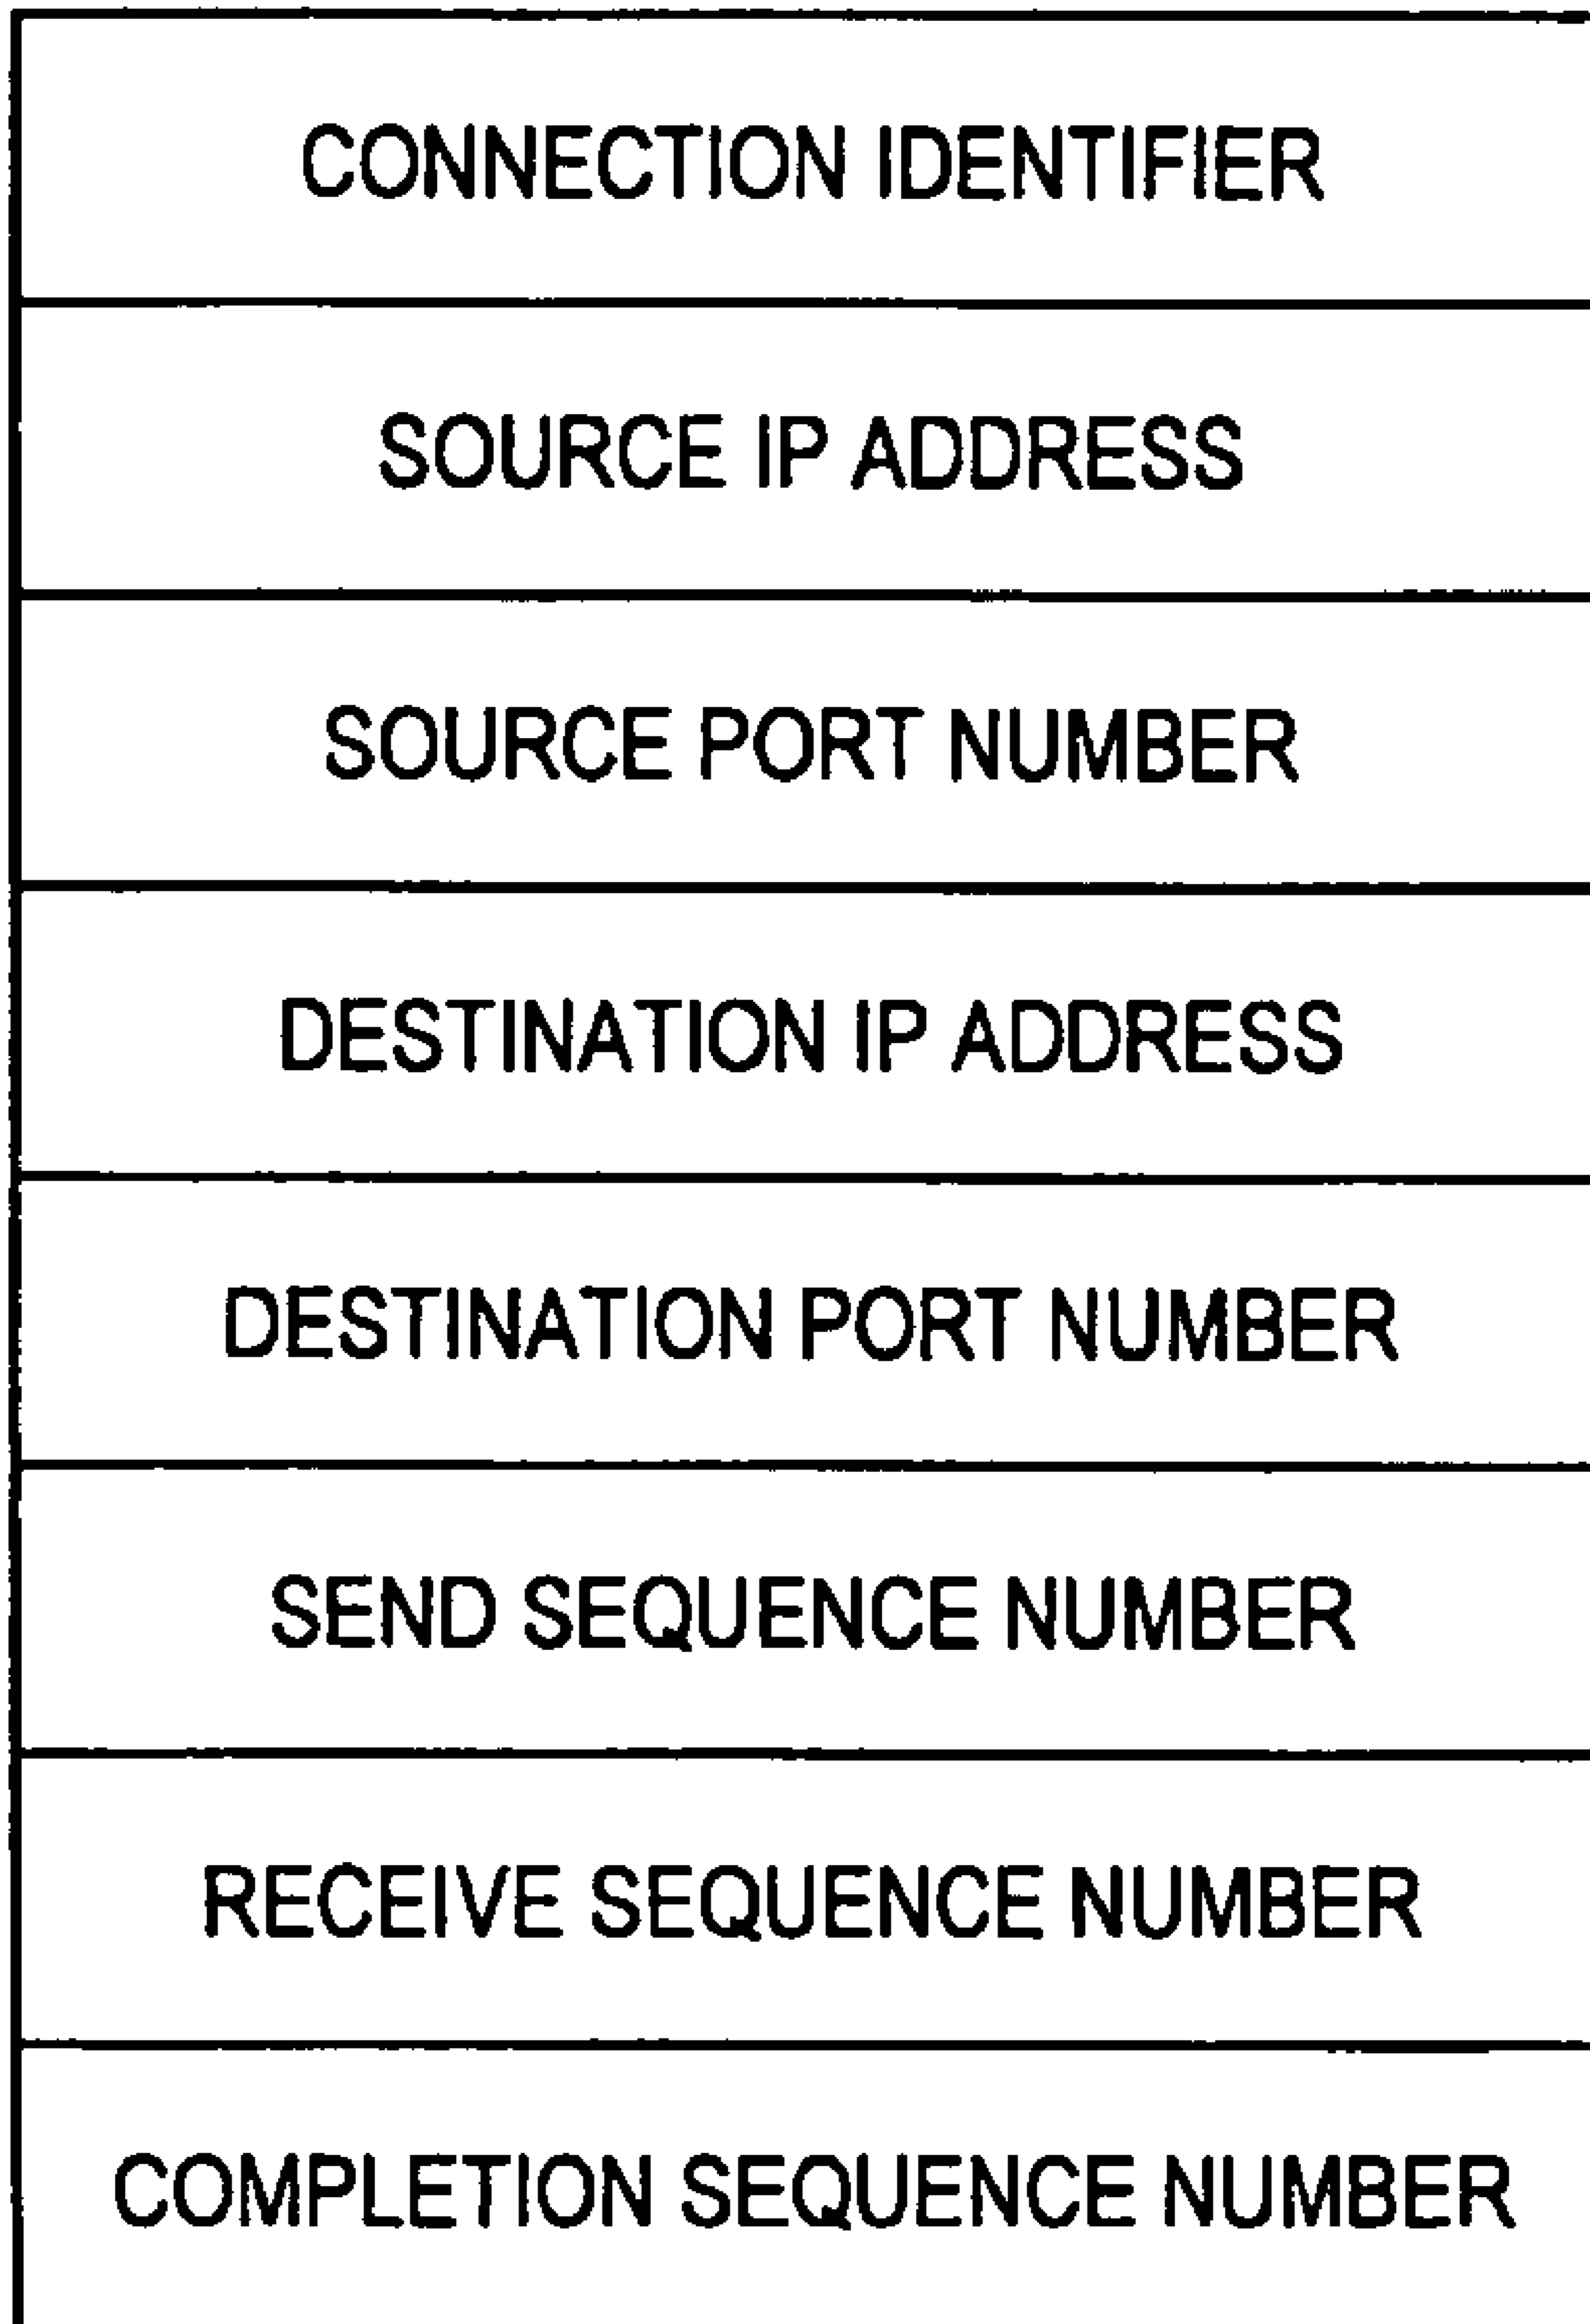 CONNECTION IDENTIFIER
SOURCE IP ADDRESS
SOURCE PORT NUMBER
DESTINATION IP ADDRESS
DESTINATION PORT NUMBER
SEND SEQUENCE NUMBER
RECEIVE SEQUENCE NUMBER
COMPLETION SEQUENCE NUMBER